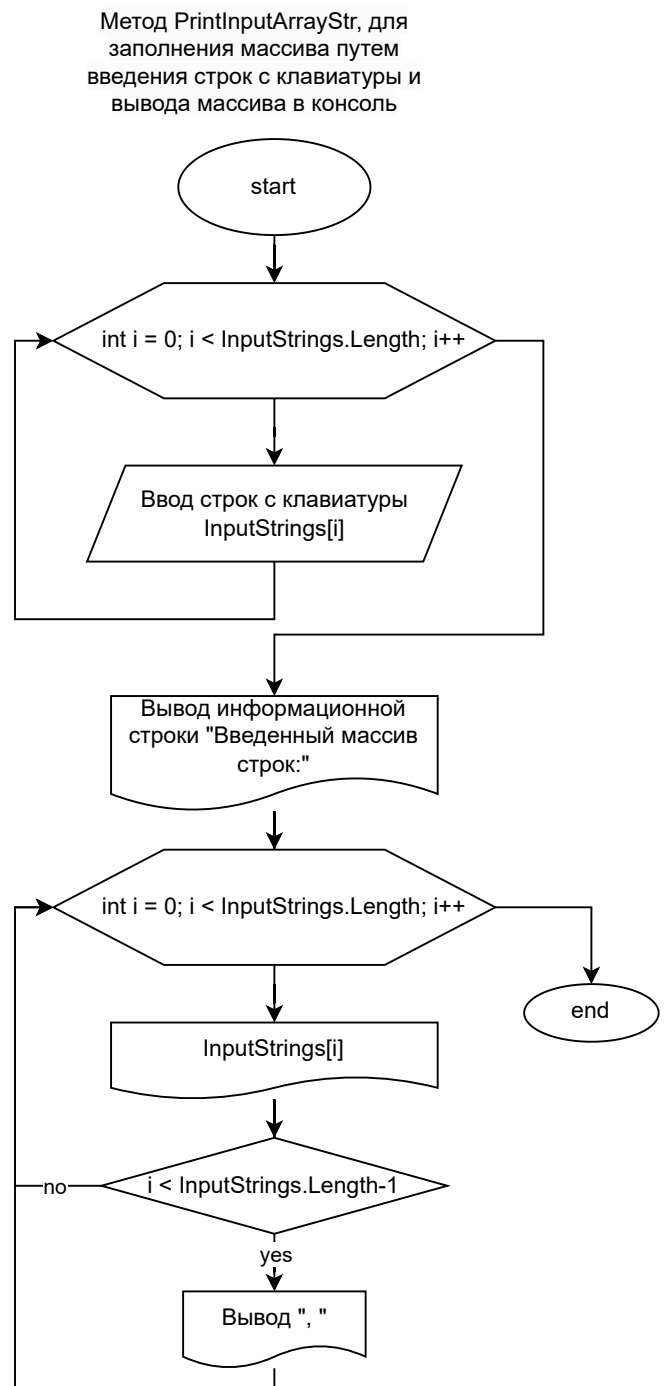 Метод PrintInputArrayStr, для
заполнения массива путем
введения строк с клавиатуры и
вывода массива в консоль
start
int i = 0; i < InputStrings.Length; i++
Ввод строк с клавиатуры
InputStrings[i]
Вывод информационной
строки "Введенный массив
строк:"
int i = 0; i < InputStrings.Length; i++
end
InputStrings[i]
no
i < InputStrings.Length-1
yes
Вывод ", "